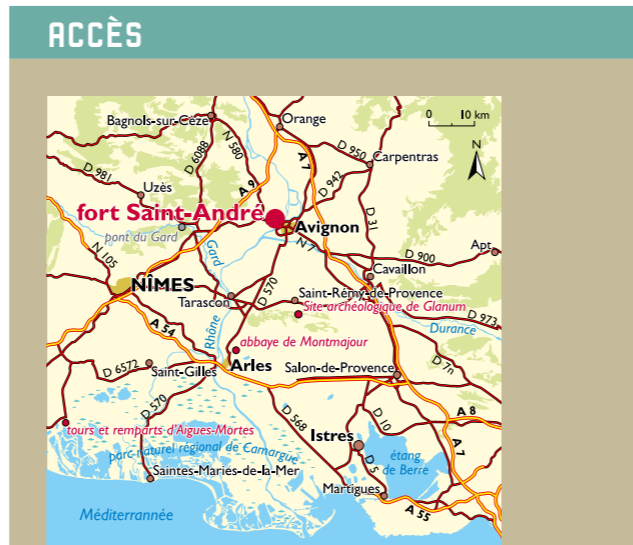 ACCÈS
0 10 km
N
Bagnols-sur-Cèze
Orange
D 6088
N 580
A 7
D 950
Carpentras
D 981
Uzès
A 9
D 942
fort Saint-André
D 31
pont du Gard
Avignon
Gard
N 7
D 900
Apt
N 105
Cavaillon
NÎMES
D 570
Tarascon
Saint-Rémy-de-Provence
Site archéologique de Glanum
D 973
Durance
A 54
Rhône
abbaye de Montmajour
D 7n
D 6572
Saint-Gilles
Arles
Salon-de-Provence
D 570
D 568
D 10
A 8
tours et remparts d'Aigues-Mortes
Istres
A 7
parc naturel régional de Camargue
étang
de Berre
D 5
Saintes-Maries-de-la-Mer
Martigues
A 55
Méditerrannée